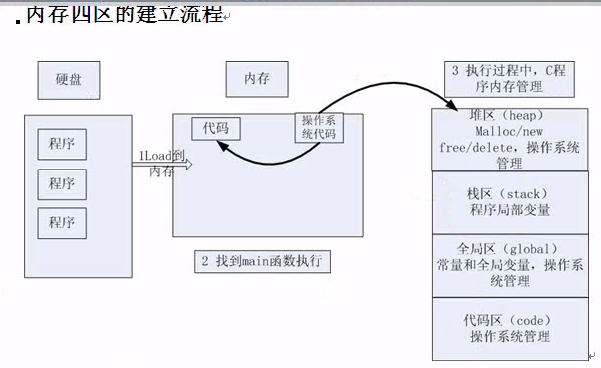 内存四区的建立流程
硬盘
内存
3 执行过程中，C程
序内存管理
程序
程序
程序
1Load到
内存
代码
操作系
统代码
2 找到main函数执行
堆区（heap）
Malloc/new
free/delete，操作系统
管理
栈区（stack）
程序局部变量
全局区（global）
常量和全局变量，操作系
统管理
代码区（code）
操作系统管理